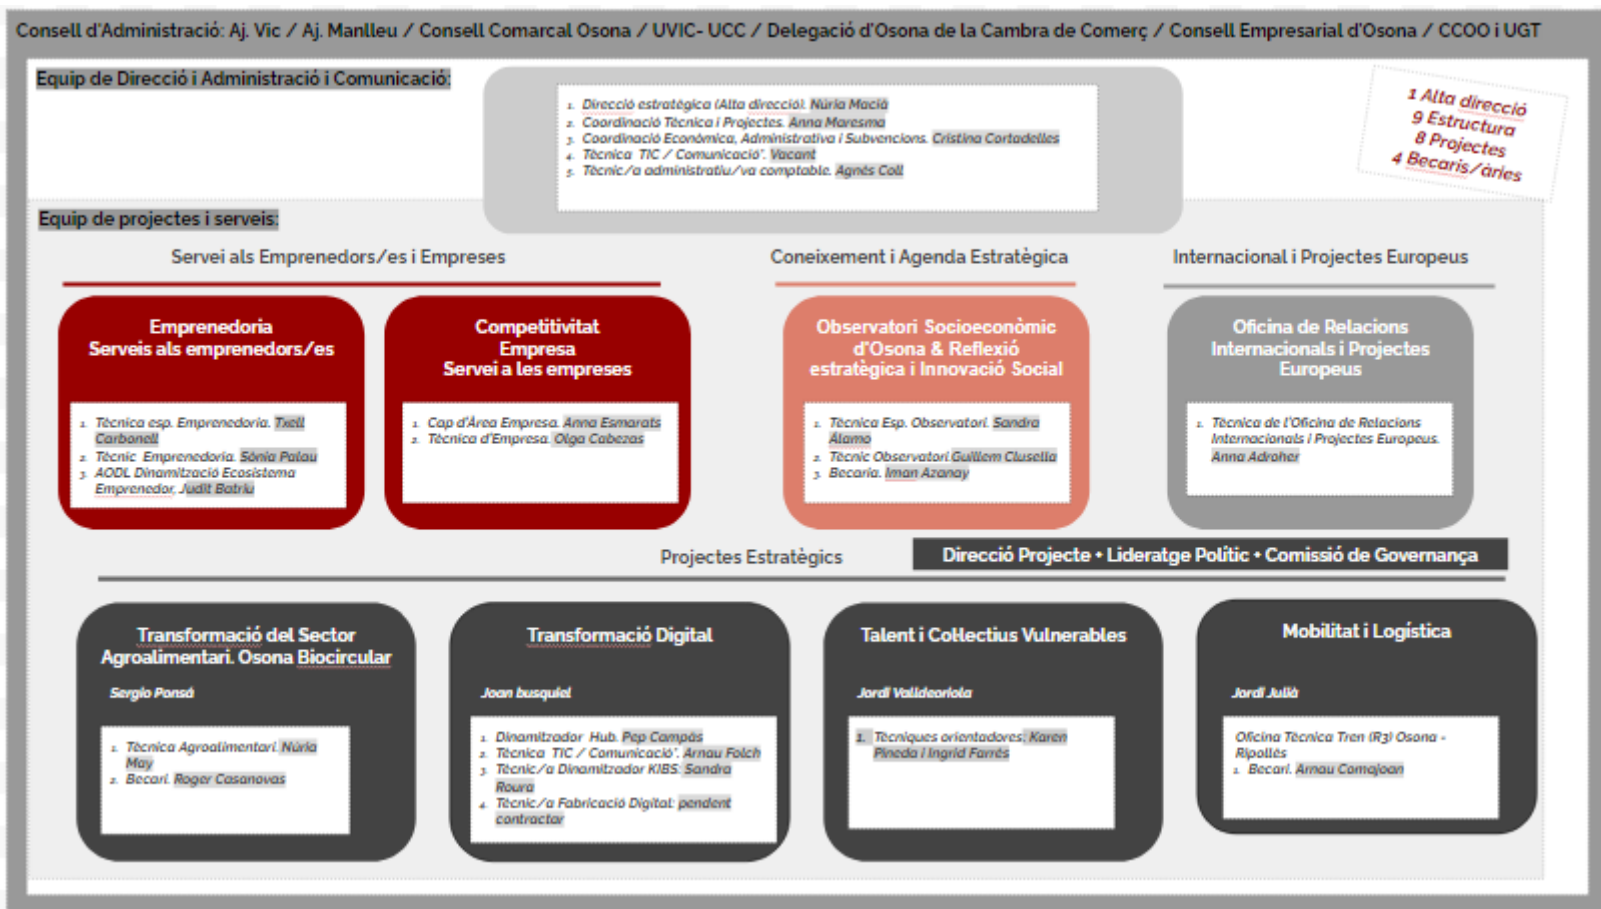 Consell d'Administració: Aj. Vic / Aj. Manlleu / Consell Comarcal Osona / UVIC- UCC / Delegació d'Osona de la Cambra de Comerç / Consell Empresarial d'Osona / CCOO i UGT
Equip de Direcció i Administració i Comunicació:
1. Direcció estratégica (Alta direcció). Núria Macià
2. Coordinació Tècnica i Projectes. Anna Maresma
3. Coordinació Econòmica, Administrativa i Subvencions. Cristina Cortadelles
4. Tècnica TIC / Comunicació*. Vacant
5. Tècnic/a administratiu/va comptable. Agnès Coll
1 Alta direcció
9 Estructura
8 Projectes
4 Becaris/àries
Equip de projectes i serveis:
Servei als Emprenedors/es i Empreses
Coneixement i Agenda Estratègica
Internacional i Projectes Europeus
Emprenedoria
Serveis als emprenedors/es
1. Tècnica esp. Emprenedoria. Txell
Carbonell
2. Tècnic Emprenedoria. Sònia Palau
3. AODL Dinamització Ecosistema
Emprenedor, Judit Batriu
Competitivitat
Empresa
Servei a les empreses
1. Cap d'Àrea Empresa. Anna Esmarats
2. Tècnica d'Empresa. Olga Cabezas
Observatori Socioeconòmic
d'Osona & Reflexió
estratègica i Innovació Social
1. Tècnica Esp. Observatori. Sandra
Álamo
2. Tècnic Observatori.Guillem Clusella
3. Becaria. Iman Azanay
Oficina de Relacions
Internacionals i Projectes
Europeus
1. Tècnica de l'Oficina de Relacions
Internacionals i Projectes Europeus.
Anna Adroher
Projectes Estratègics
Direcció Projecte + Lideratge Polític + Comissió de Governança
Transformació del Sector
Agroalimentari. Osona Biocircular
Sergio Ponsá
1. Tècnica Agroalimentari. Núria
May
2. Becari. Roger Casanovas
Transformació Digital
Joan busquiel
1. Dinamitzador Hub. Pep Campàs
2. Tècnica TIC / Comunicació*. Arnau Folch
3. Tècnic/a Dinamitzador KIBS: Sandra
Roura
4. Tècnic/a Fabricació Digital: pendent
contractar
Talent i Col·lectius Vulnerables
Jordi Valldeoriola
1. Tècniques orientadores: Karen
Pineda i Ingrid Farrés
Mobilitat i Logística
Jordi Julià
Oficina Tècnica Tren (R3) Osona -
Ripollès
1. Becari. Arnau Comajoan